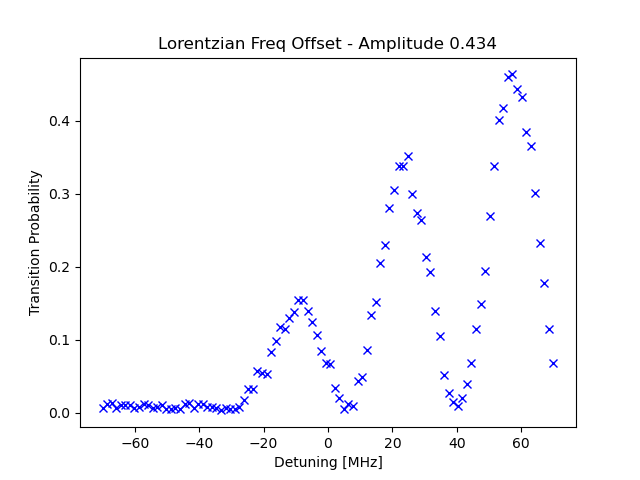 Lorentzian Freq Offset - Amplitude 0.434
Transition Probability
0.4
0.3
0.2
0.1
0.0
−60 −40 −20 0 20 40 60
Detuning [MHz]